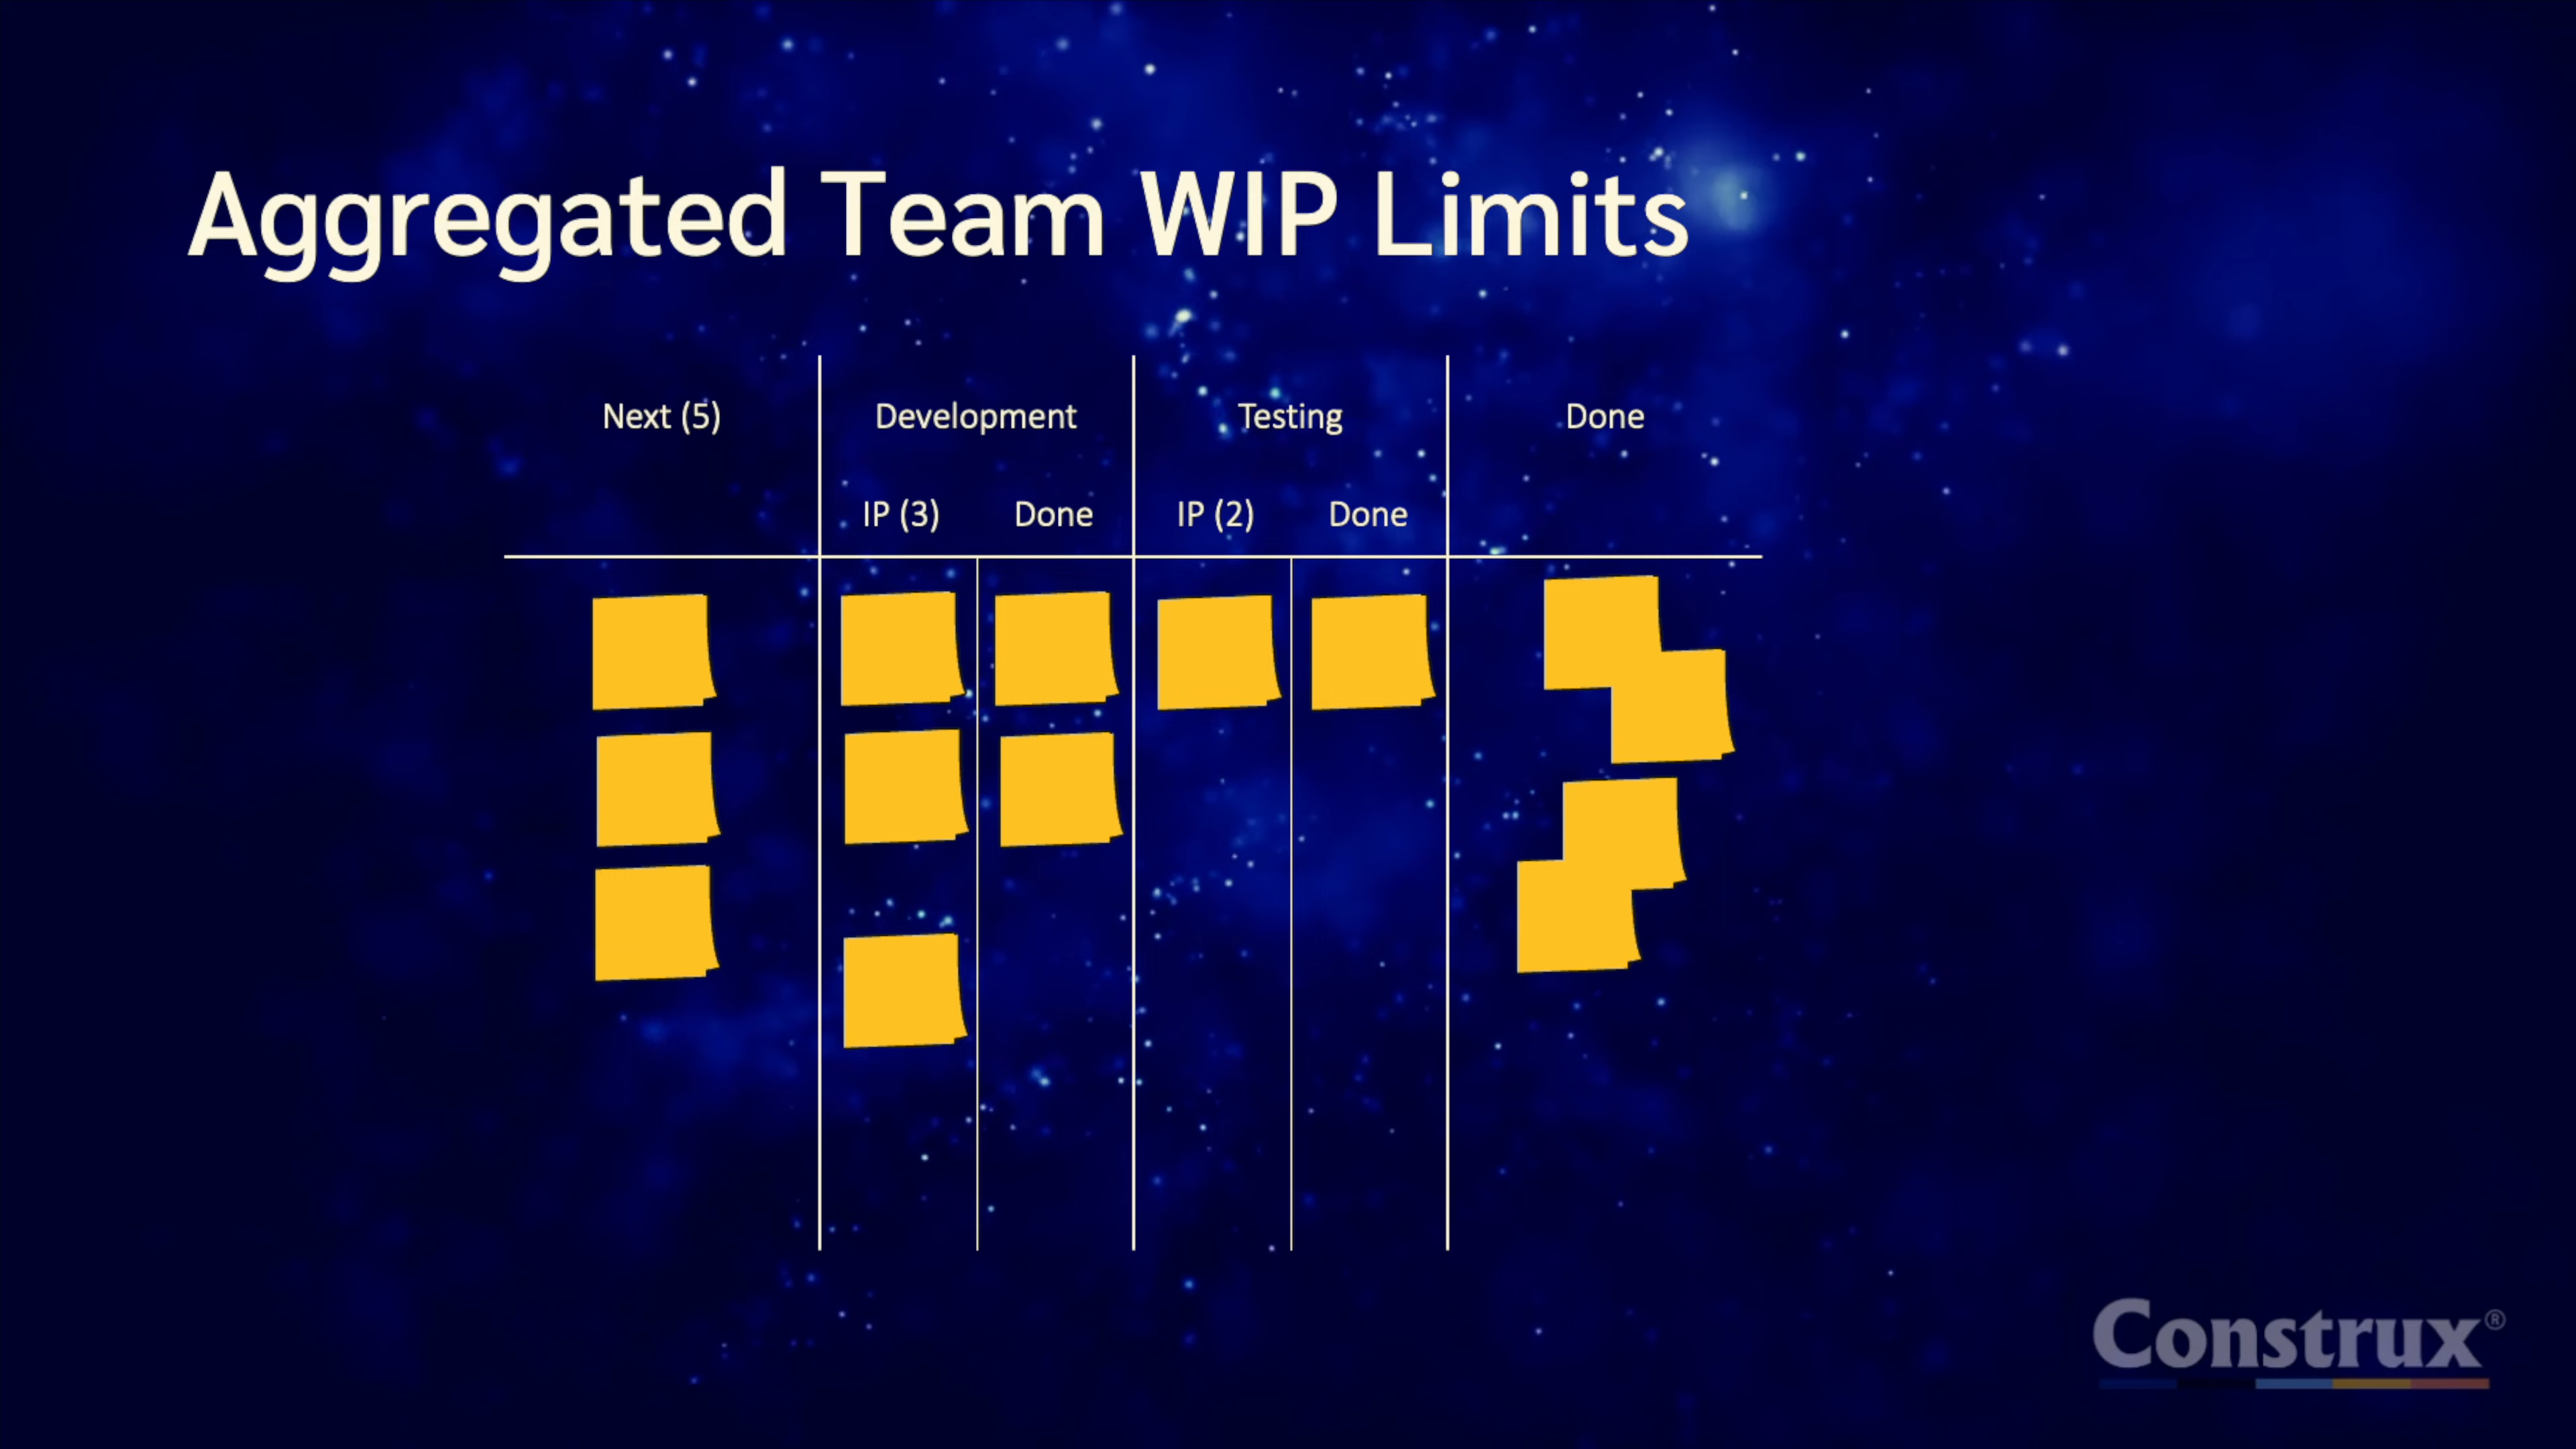 Aggregated Team WIP Limits
Next (5)
Development
Testing
Done
IP (3)
Done
IP (2)
Done
Construx®